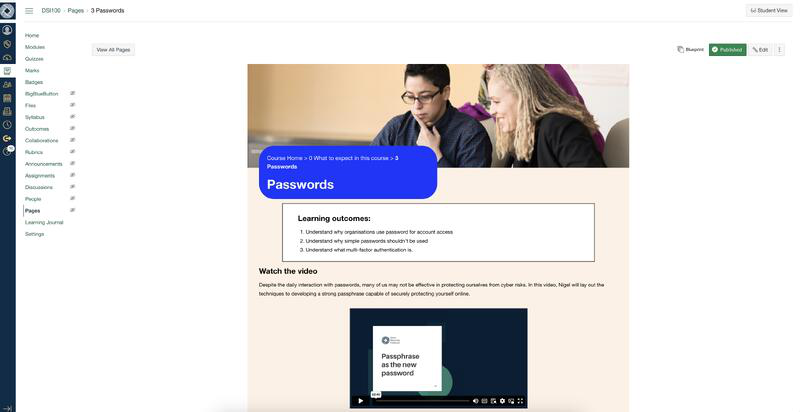 DSI100 › Pages › 3 Passwords
Student View
Home
Modules
Quizzes
Marks
Badges
BigBlueButton
Files
Syllabus
Outcomes
Collaborations
Rubrics
Announcements
Assignments
Discussions
People
Pages
Learning Journal
Settings
View All Pages
Blueprint
Published
Edit
Course Home > 0 What to expect in this course > 3
Passwords
Passwords
Learning outcomes:
1. Understand why organisations use password for account access
2. Understand why simple passwords shouldn't be used
3. Understand what multi-factor authentication is.
Watch the video
Despite the daily interaction with passwords, many of us may not be effective in protecting ourselves from cyber risks. In this video, Nigel will lay out the
techniques to developing a strong passphrase capable of securely protecting yourself online.
Passphrase
as the new
password